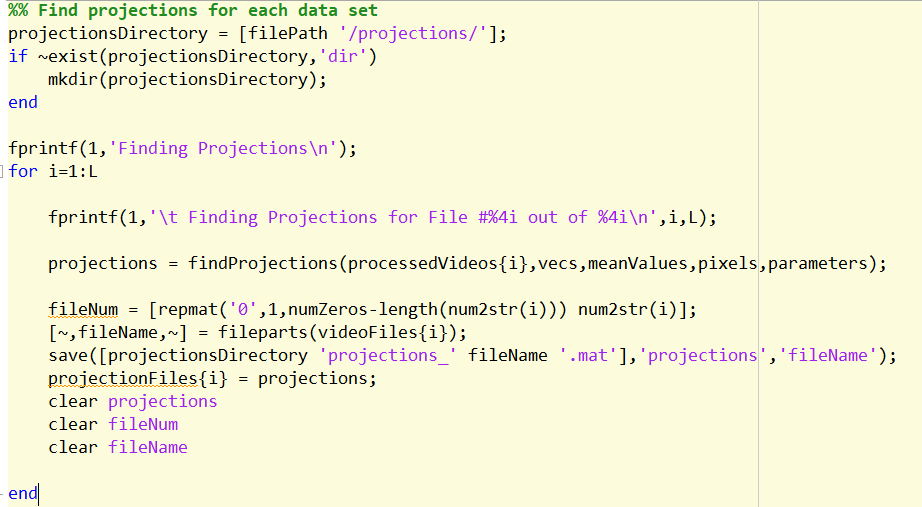 %% Find projections for each data set
projectionsDirectory = [filePath '/projections/'];
if ~exist(projectionsDirectory,'dir')
    mkdir(projectionsDirectory);
end
fprintf(1,'Finding Projections\n');
for i=1:L
    fprintf(1,'\t Finding Projections for File #%4i out of %4i\n',i,L);
    projections = findProjections(processedVideos{i},vecs,meanValues,pixels,parameters);
    fileNum = [repmat('0',1,numZeros-length(num2str(i))) num2str(i)];
    [~,fileName,~] = fileparts(videoFiles{i});
    save([projectionsDirectory 'projections_' fileName '.mat'],'projections','fileName');
    projectionFiles{i} = projections;
    clear projections
    clear fileNum
    clear fileName
end